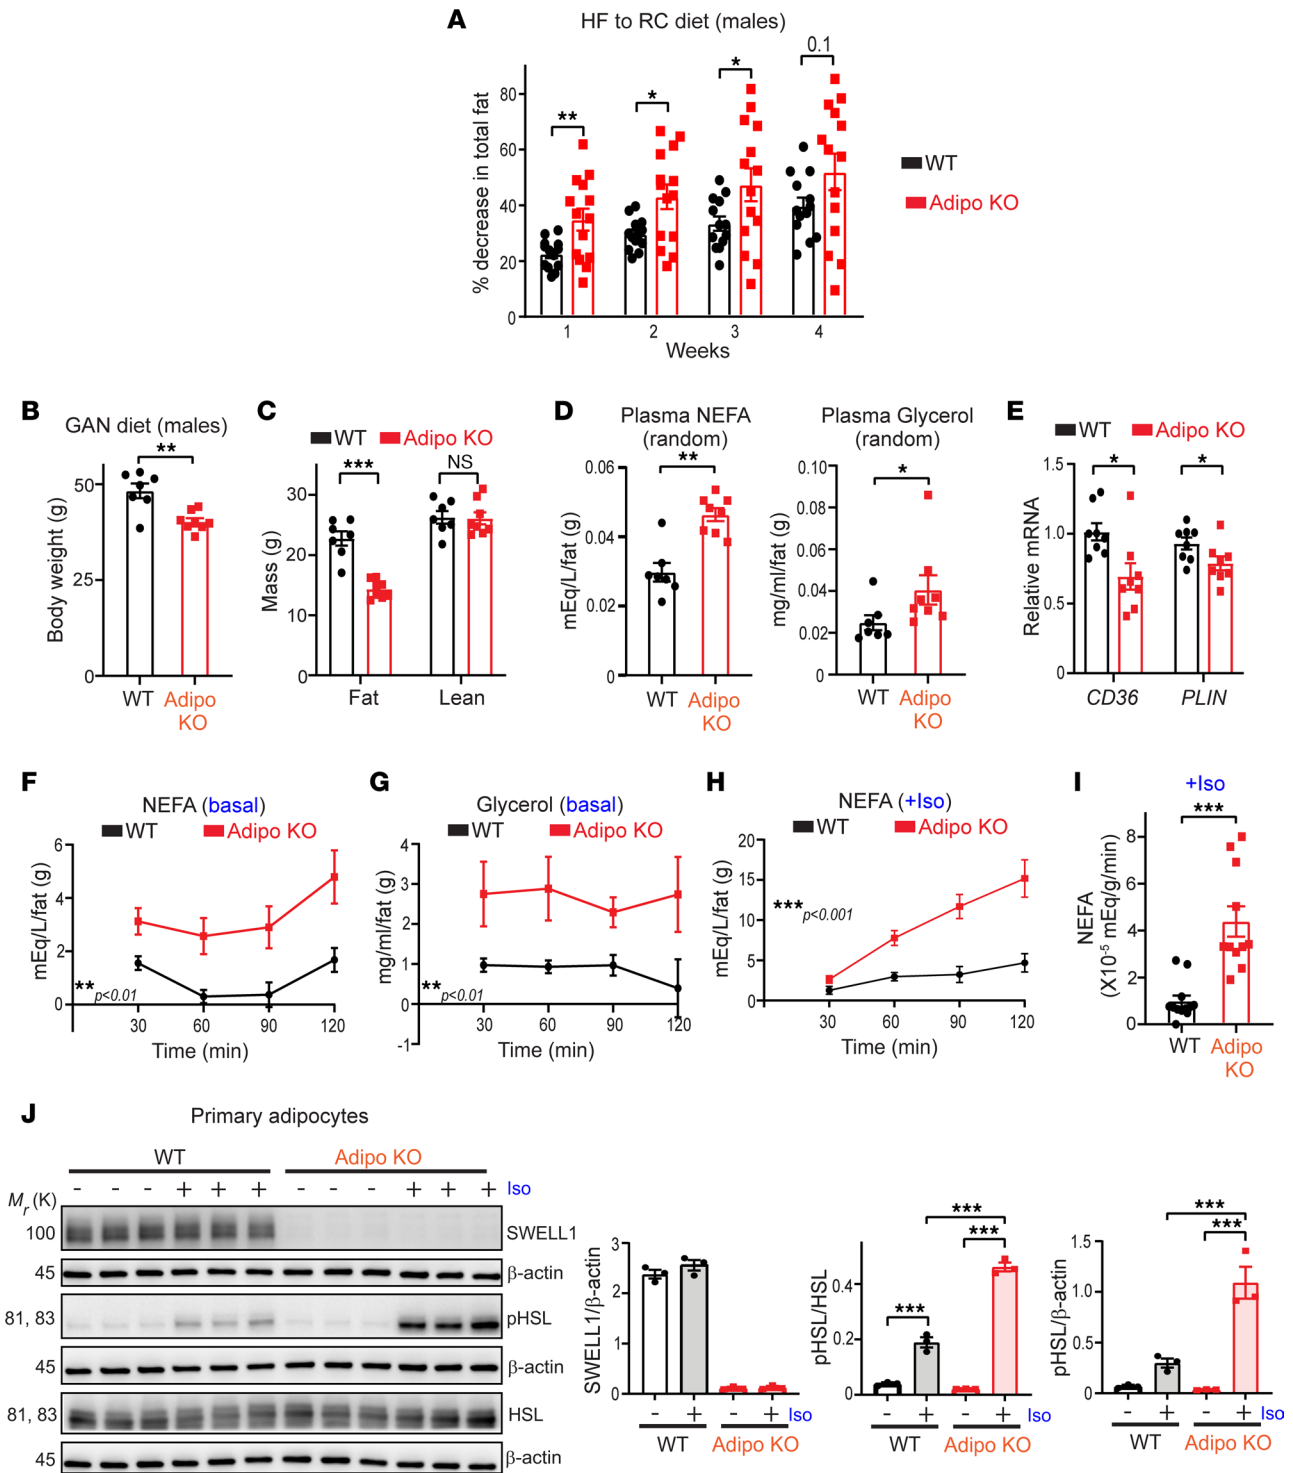 A
HF to RC diet (males)
% decrease in total fat
80
60
40
20
0
**
*
*
0.1
1
2
3
4
Weeks
WT
Adipo KO
B
GAN diet (males)
**
Body weight (g)
50
25
0
WT
Adipo
KO
C
WT
Adipo KO
***
NS
Mass (g)
30
20
10
0
Fat
Lean
D
Plasma NEFA
(random)
**
mEq/L/fat (g)
0.06
0.04
0.02
0
WT
Adipo
KO
Plasma Glycerol
(random)
*
mg/ml/fat (g)
0.10
0.08
0.06
0.04
0.02
0
WT
Adipo
KO
E
WT
Adipo KO
*
*
Relative mRNA
1.5
1.0
0.5
0
CD36
PLIN
F
NEFA (basal)
WT
Adipo KO
mEq/L/fat (g)
6
4
2
0
**p<0.01
30
60
90
120
Time (min)
G
Glycerol (basal)
WT
Adipo KO
mg/ml/fat (g)
4
3
2
1
0
-1
**p<0.01
30
60
90
120
Time (min)
H
NEFA (+Iso)
WT
Adipo KO
mEq/L/fat (g)
20
15
10
5
0
***p<0.001
30
60
90
120
Time (min)
I
+Iso
***
NEFA
(X10-5 mEq/g/min)
8
6
4
2
0
WT
Adipo
KO
J
Primary adipocytes
WT
Adipo KO
- - - + + + - - - + + + Iso
Mr (K)
100
SWELL1
45
β-actin
81, 83
pHSL
45
β-actin
81, 83
HSL
45
β-actin
SWELL1/β-actin
3
2
1
0
- + - + Iso
WT
Adipo KO
pHSL/HSL
0.4
0.2
0
***
***
***
- + - + Iso
WT
Adipo KO
pHSL/β-actin
1.5
1.0
0.5
0
***
***
- + - + Iso
WT
Adipo KO